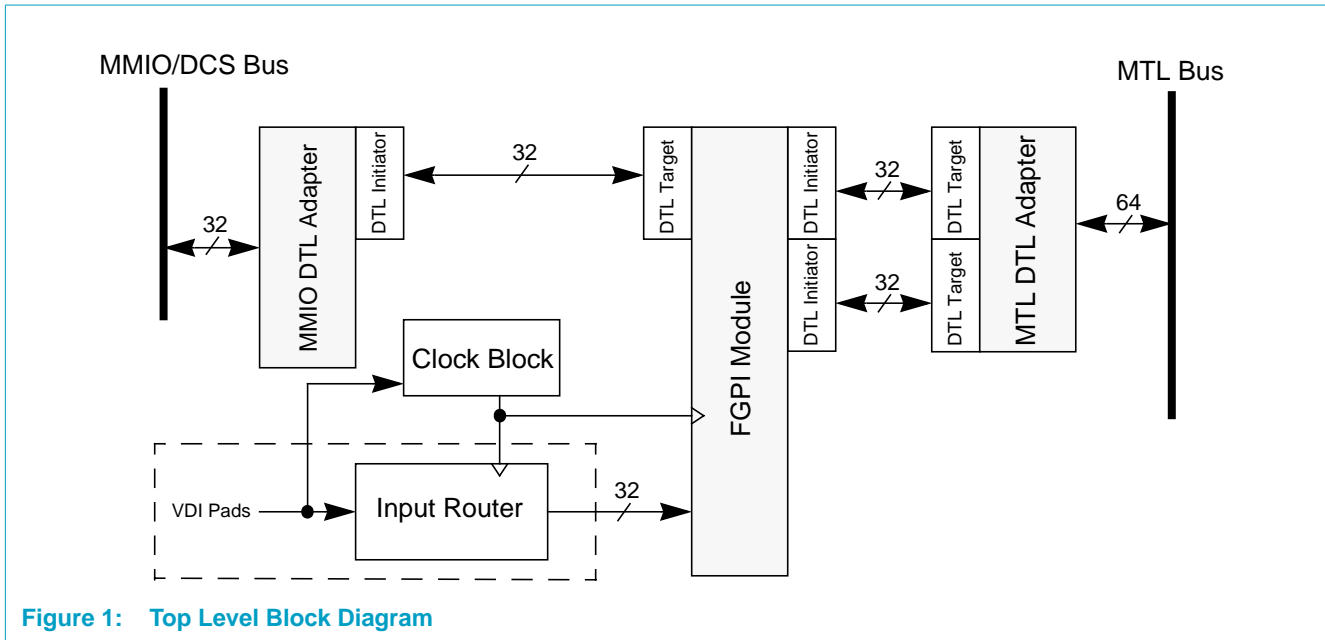 MMIO/DCS Bus
MTL Bus
32
MMIO DTL Adapter
DTL Initiator
32
DTL Target
FGPI Module
DTL Initiator
32
DTL Target
DTL Initiator
32
DTL Target
MTL DTL Adapter
64
Clock Block
VDI Pads
Input Router
32
Figure 1: Top Level Block Diagram